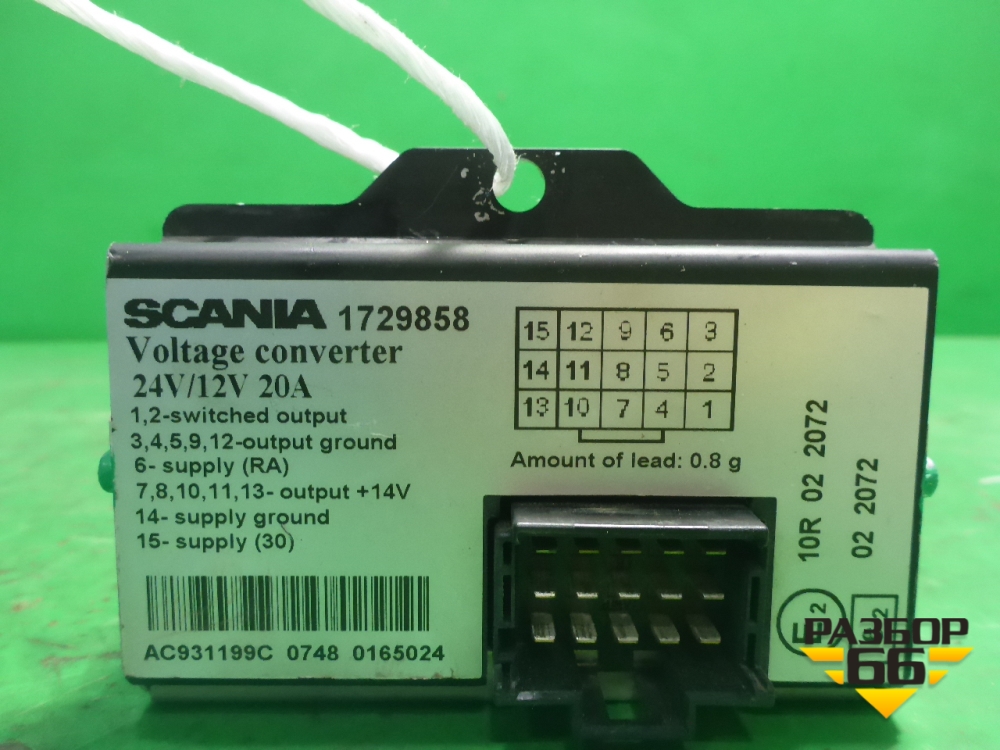 SCANIA 1729858
Voltage converter
24V/12V 20A
1,2-switched output
3,4,5,9,12-output ground
6- supply (RA)
7,8,10,11,13- output +14V
14- supply ground
15- supply (30)
AC931199C 0748 0165024
15 12 9 6 3
14 11 8 5 2
13 10 7 4 1
Amount of lead: 0.8 g
10R 02 2072
02 2072
РАЗБОР
66